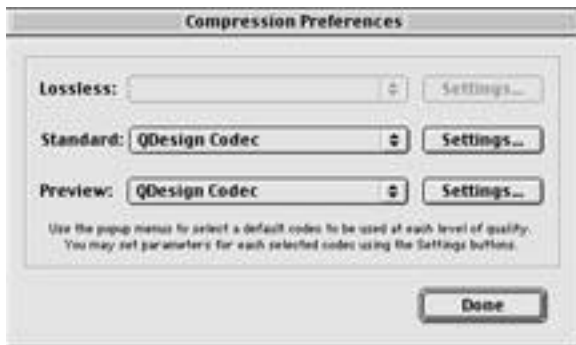 Compression Preferences
Lossless: Settings...
Standard: QDesign Codec Settings...
Preview: QDesign Codec Settings...
Use the popup menus to select a default codec to be used at each level of quality.
You may set parameters for each selected codec using the Settings buttons.
Done